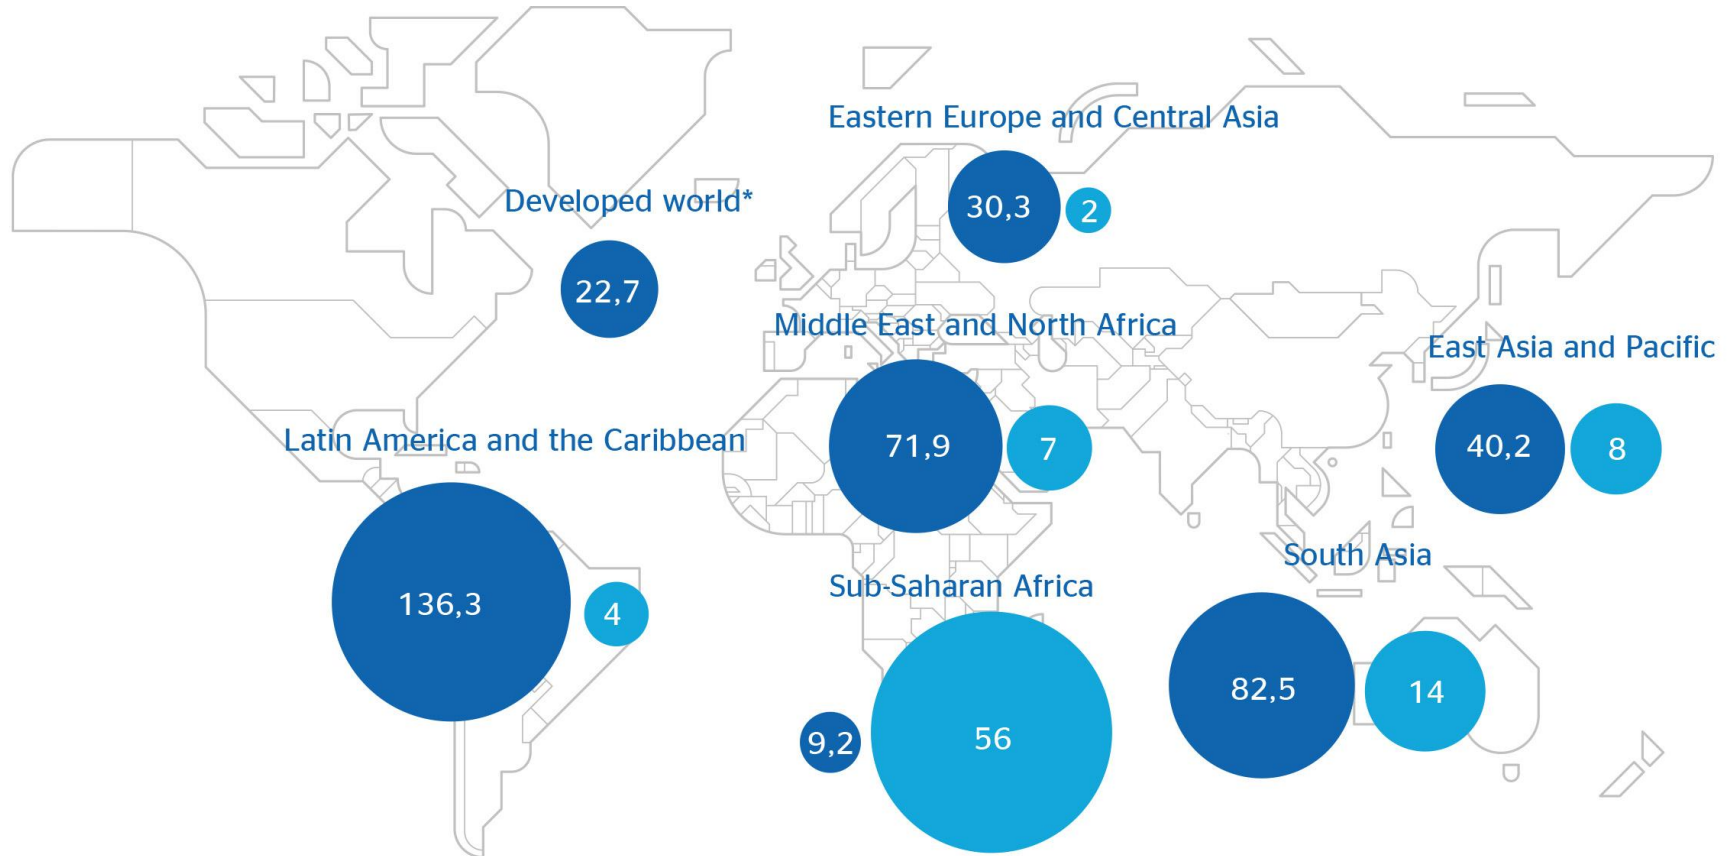 Eastern Europe and Central Asia
30,3
2
Developed world*
22,7
Middle East and North Africa
71,9
7
East Asia and Pacific
40,2
8
Latin America and the Caribbean
136,3
4
Sub-Saharan Africa
9,2
56
South Asia
82,5
14